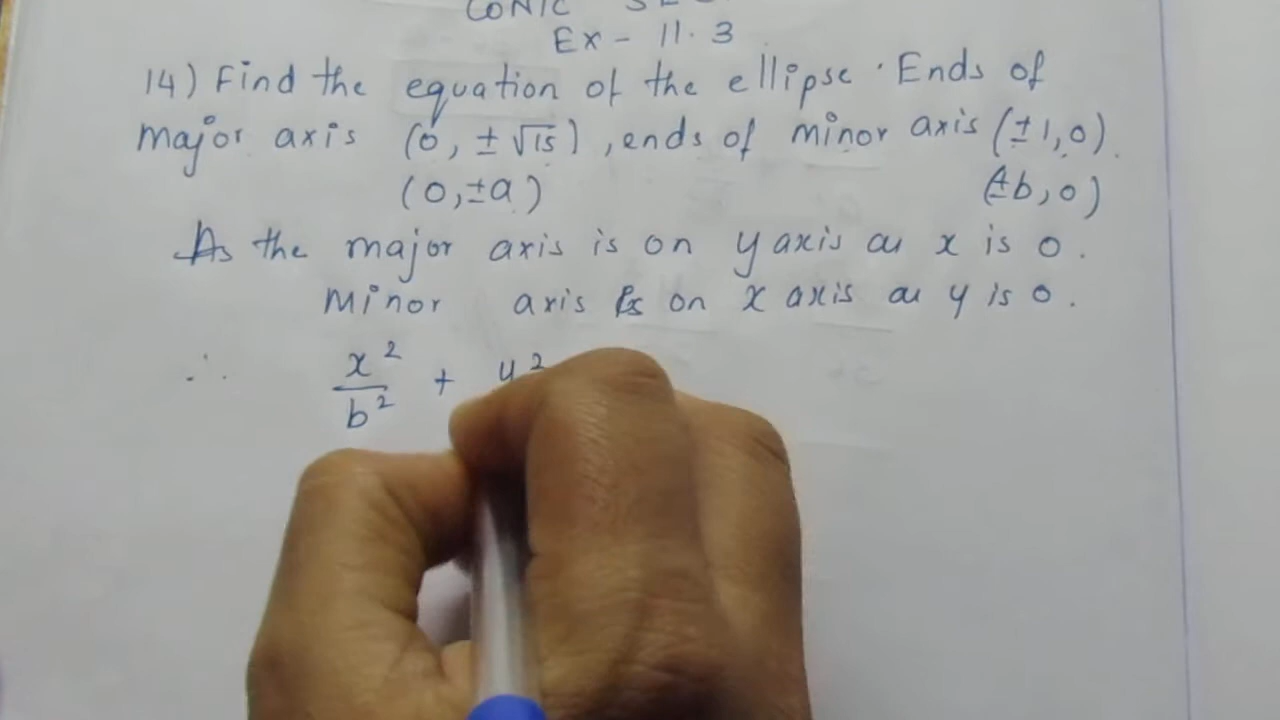 CONIC
Ex - 11.3
14) Find the equation of the ellipse. Ends of
major axis (0, ± √15), ends of minor axis (± 1, 0).
(0, ±a) (±b, 0)
As the major axis is on y axis as x is 0.
Minor axis is on x axis as y is 0.
∴ x²/b² + y²